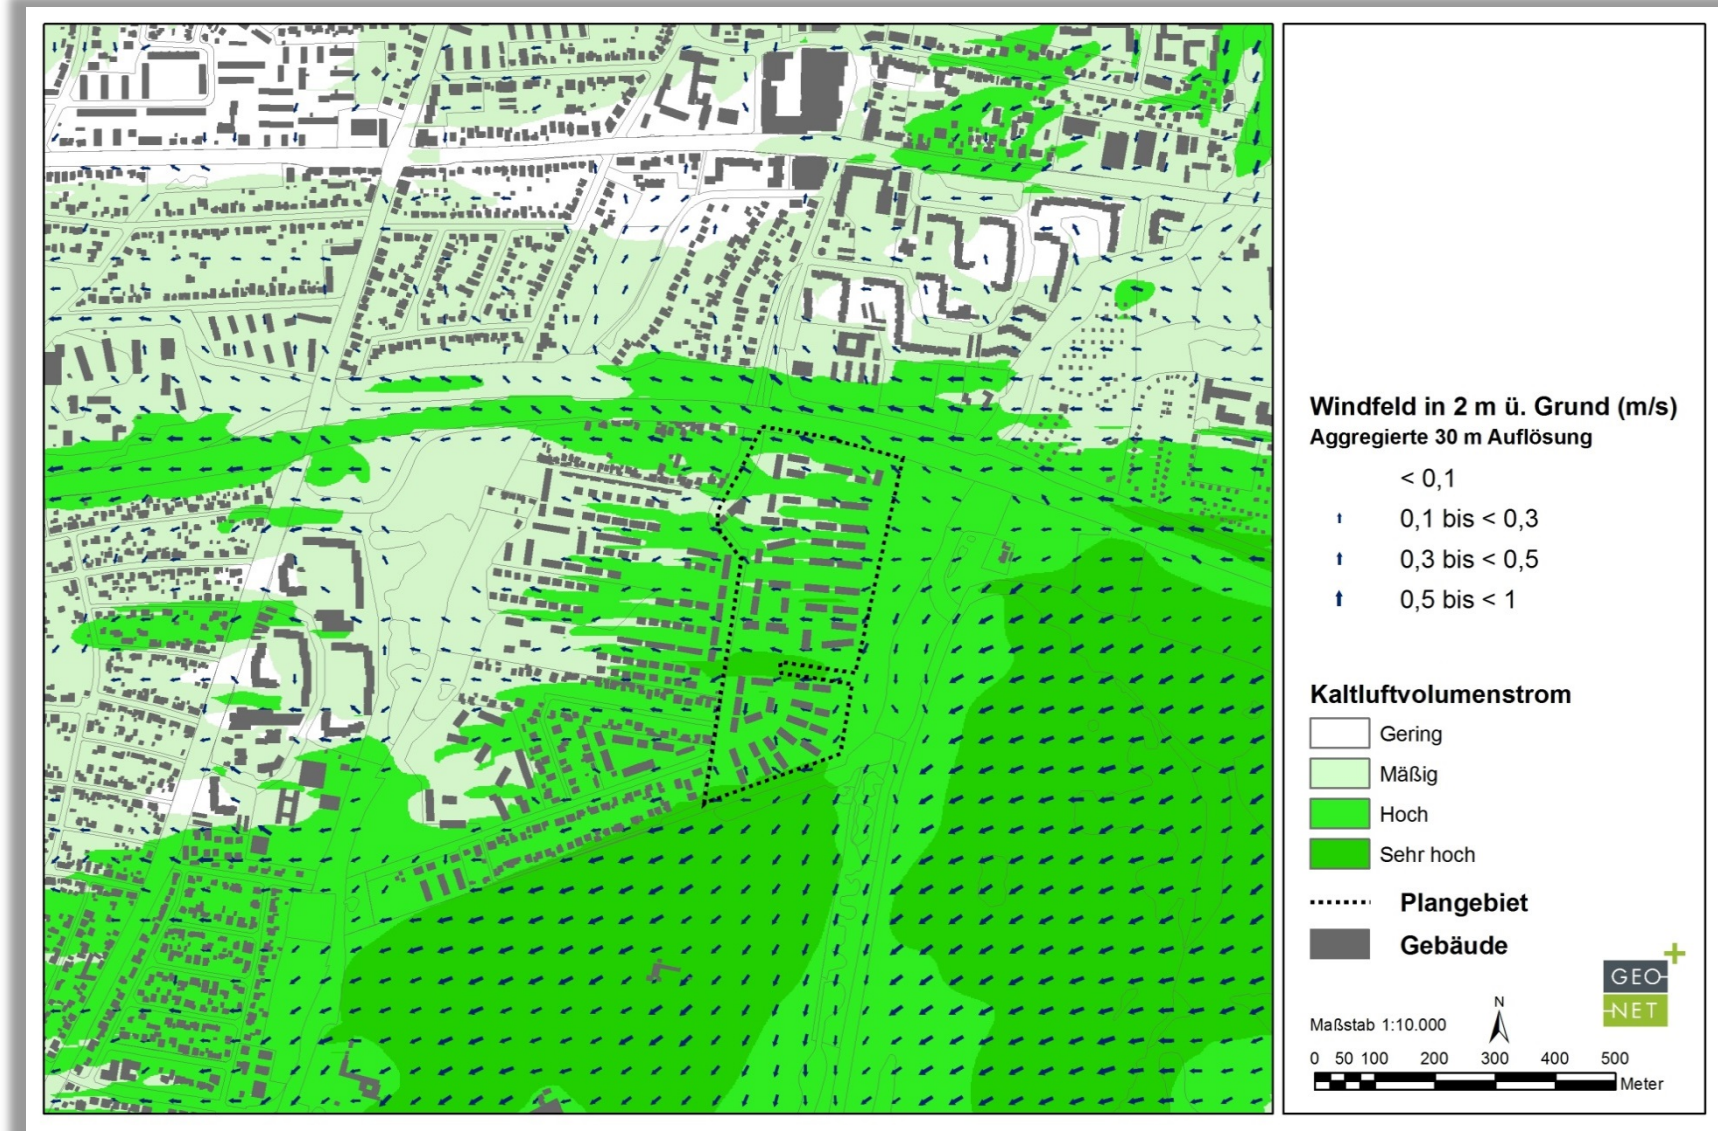 Windfeld in 2 m ü. Grund (m/s)
Aggregierte 30 m Auflösung
< 0,1
0,1 bis < 0,3
0,3 bis < 0,5
0,5 bis < 1
Kaltluftvolumenstrom
Gering
Mäßig
Hoch
Sehr hoch
Plangebiet
Gebäude
GEO
NET
Maßstab 1:10.000
N
0 50 100 200 300 400 500
Meter